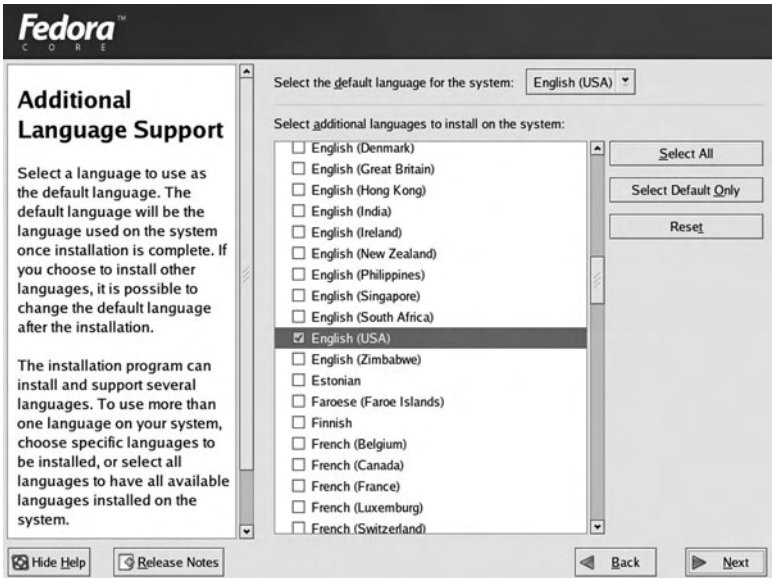 Fedora™
CORE
Additional
Language Support
Select a language to use as
the default language. The
default language will be the
language used on the system
once installation is complete. If
you choose to install other
languages, it is possible to
change the default language
after the installation.
The installation program can
install and support several
languages. To use more than
one language on your system,
choose specific languages to
be installed, or select all
languages to have all available
languages installed on the
system.
Select the default language for the system: English (USA)
Select additional languages to install on the system:
English (Denmark)
English (Great Britain)
English (Hong Kong)
English (India)
English (Ireland)
English (New Zealand)
English (Philippines)
English (Singapore)
English (South Africa)
English (USA)
English (Zimbabwe)
Estonian
Faroese (Faroe Islands)
Finnish
French (Belgium)
French (Canada)
French (France)
French (Luxemburg)
French (Switzerland)
Select All
Select Default Only
Reset
Hide Help
Release Notes
Back
Next